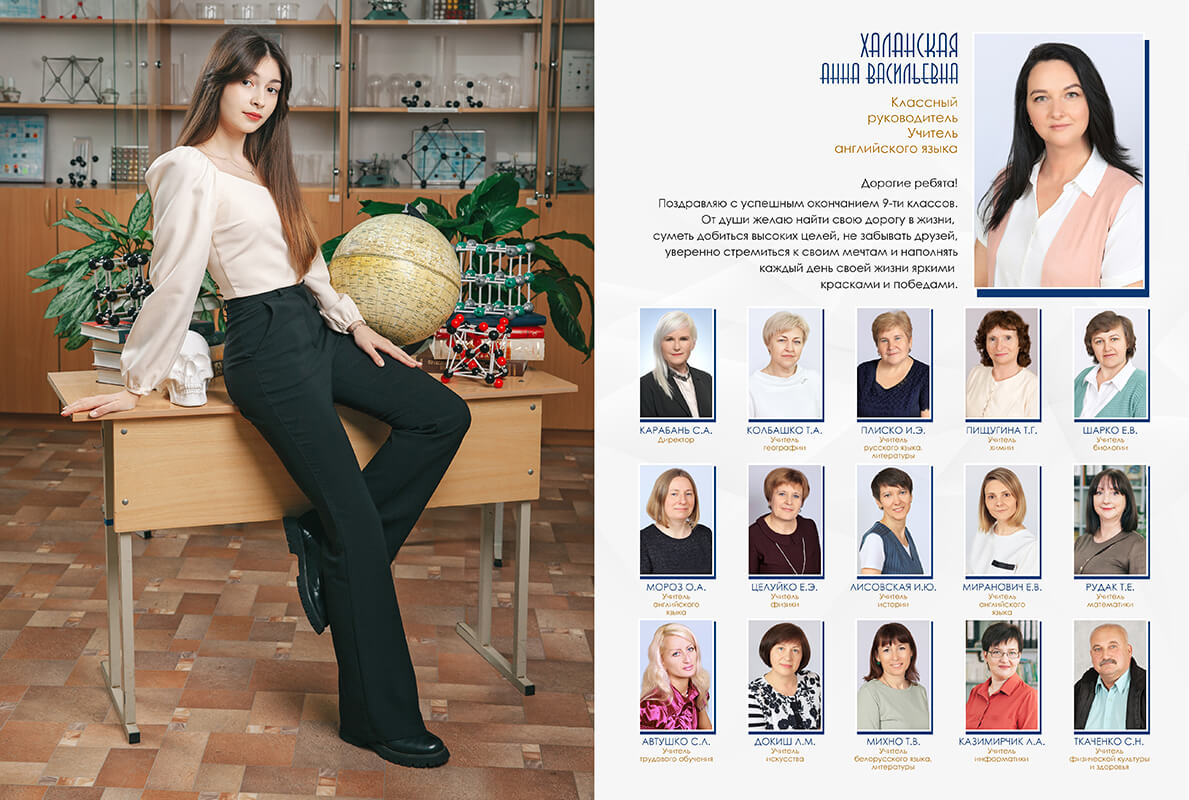 ХАЛАНСКАЯ
АННА ВАСИЛЬЕВНА
Классный
руководитель
Учитель
английского языка
Дорогие ребята!
Поздравляю с успешным окончанием 9-ти классов.
От души желаю найти свою дорогу в жизни,
суметь добиться высоких целей, не забывать друзей,
уверенно стремиться к своим мечтам и наполнять
каждый день своей жизни яркими
красками и победами.
КАРАБАНЬ С.А.
Директор
КОЛБАШКО Т.А.
Учитель
географии
ПЛИСКО И.Э.
Учитель
русского языка,
литературы
ПИЩУГИНА Т.Г.
Учитель
химии
ШАРКО Е.В.
Учитель
биологии
МОРОЗ О.А.
Учитель
английского
языка
ЦЕЛУЙКО Е.Э.
Учитель
физики
ЛИСОВСКАЯ И.Ю.
Учитель
истории
МИРАНОВИЧ Е.В.
Учитель
английского
языка
РУДАК Т.Е.
Учитель
математики
АВТУШКО С.Л.
Учитель
трудового обучения
ДОКИШ Л.М.
Учитель
искусства
МИХНО Т.В.
Учитель
белорусского языка,
литературы
КАЗИМИРЧИК Л.А.
Учитель
информатики
ТКАЧЕНКО С.Н.
Учитель
физической культуры
и здоровья